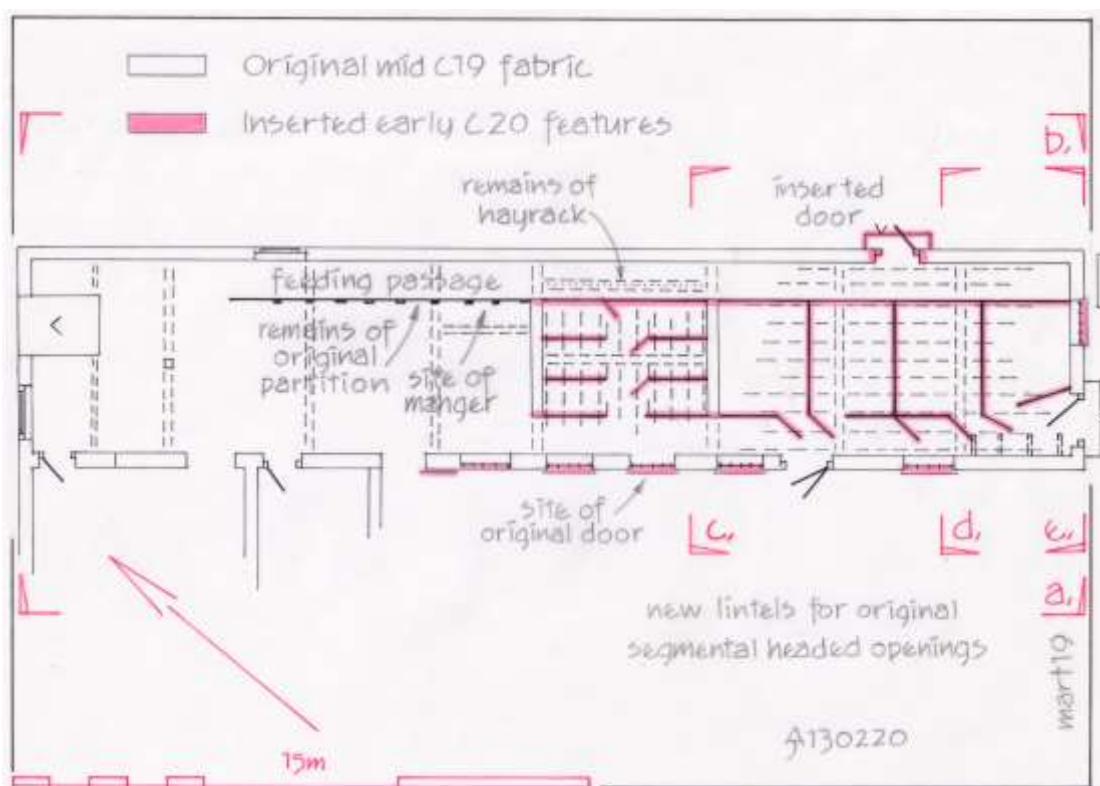 Original mid C19 fabric
Inserted early C20 features
b,
remains of
hayrack
inserted
door
feeding passage
remains of
original
partition
site of
manger
site of
original door
c,
d,
e,
a,
new lintels for original
segmental headed openings
mart19
A130220
15m